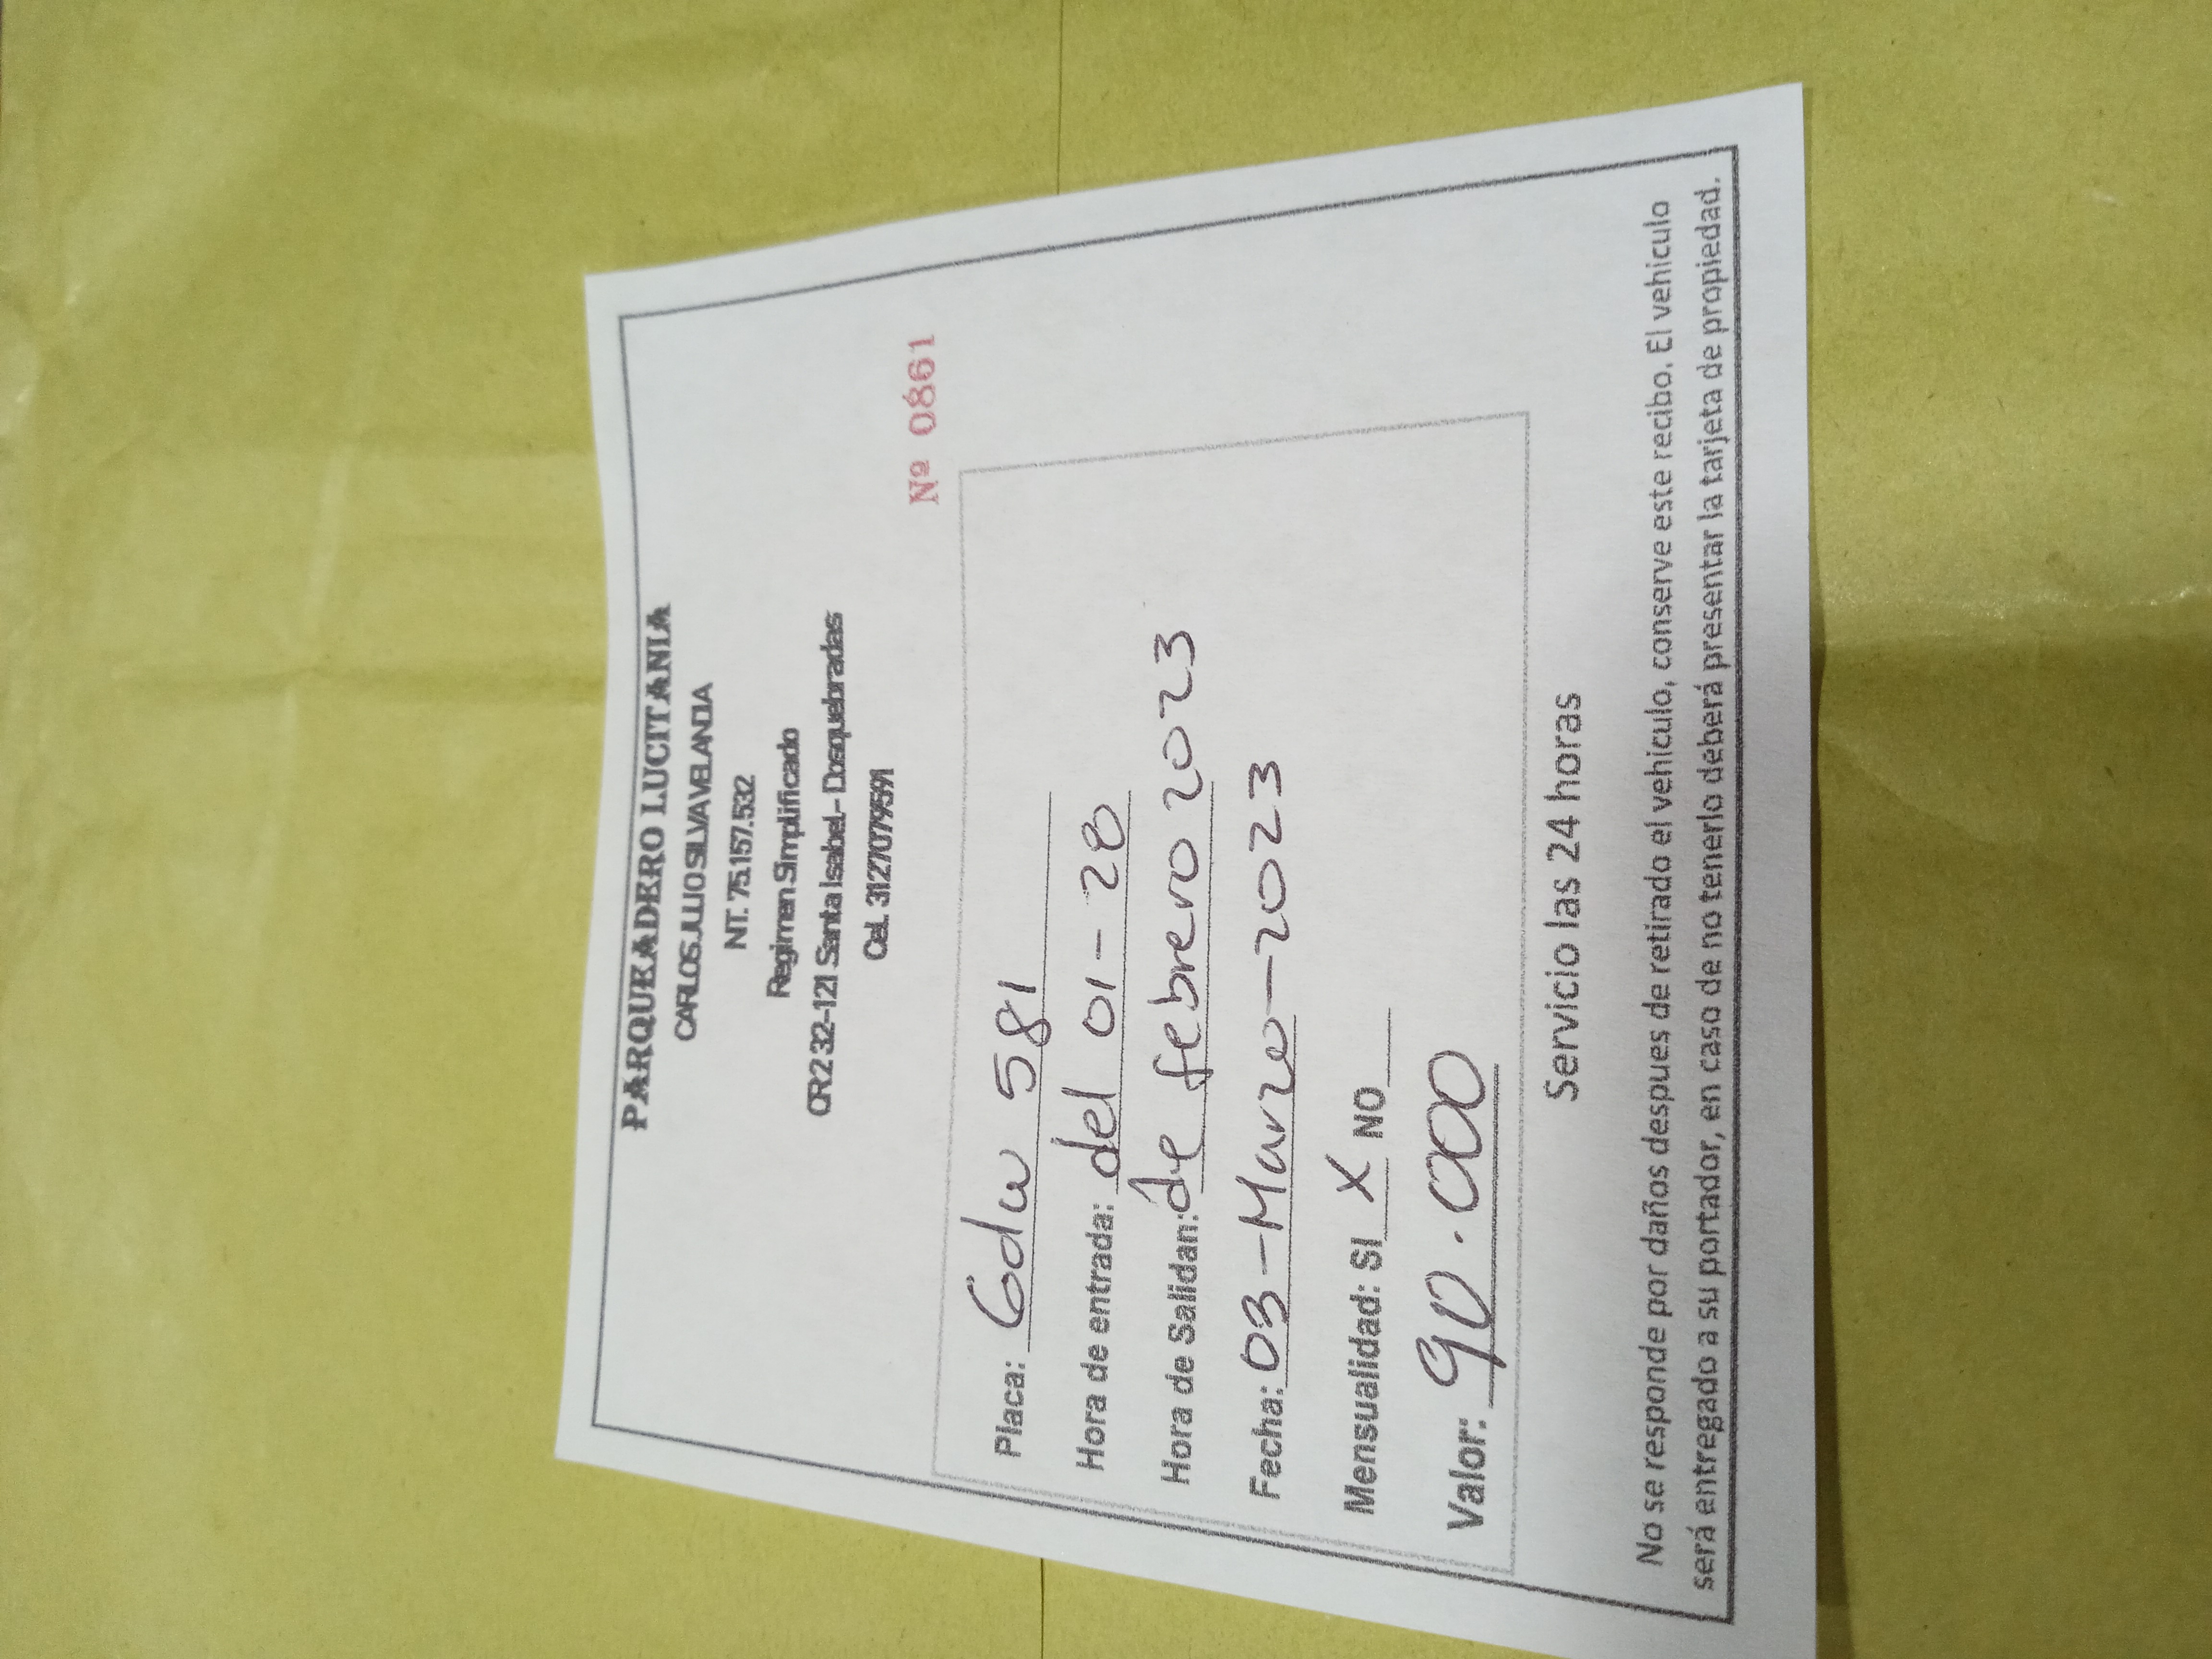 PARQUEADERO LUCITANIA
CARLOS JULIO SILVA VELANDIA
NT. 75.157.532
Regimen Simplificado
CR 2 32-121 Santa Isabel.- Dosquebradas
Cel. 3127079591
Nº 0861
Placa: Gdw 581
Hora de entrada: del 01-28
Hora de Salidan: de febrero 2023
Fecha: 03-Marzo-2023
Mensualidad: SI X NO
Valor: 90.000
Servicio las 24 horas
No se responde por daños despues de retirado el vehiculo, conserve este recibo. El vehiculo
será entregado a su portador, en caso de no tenerlo deberá presentar la tarjeta de propiedad.